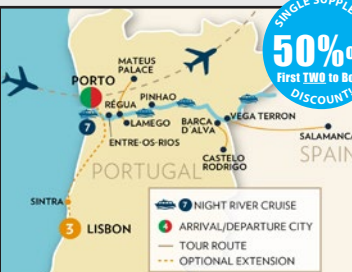 SINGLE SUPPLE
50%
First TWO to Bo
DISCOUNT
MATEUS
PALACE
PORTO
PINHAO
RÉGUA
7
LAMEGO
BARCA
D'ALVA
VEGA TERRON
ENTRE-OS-RIOS
SALAMANCA
CASTELO
RODRIGO
SPAIN
PORTUGAL
SINTRA
3 LISBON
7 NIGHT RIVER CRUISE
4 ARRIVAL/DEPARTURE CITY
TOUR ROUTE
OPTIONAL EXTENSION